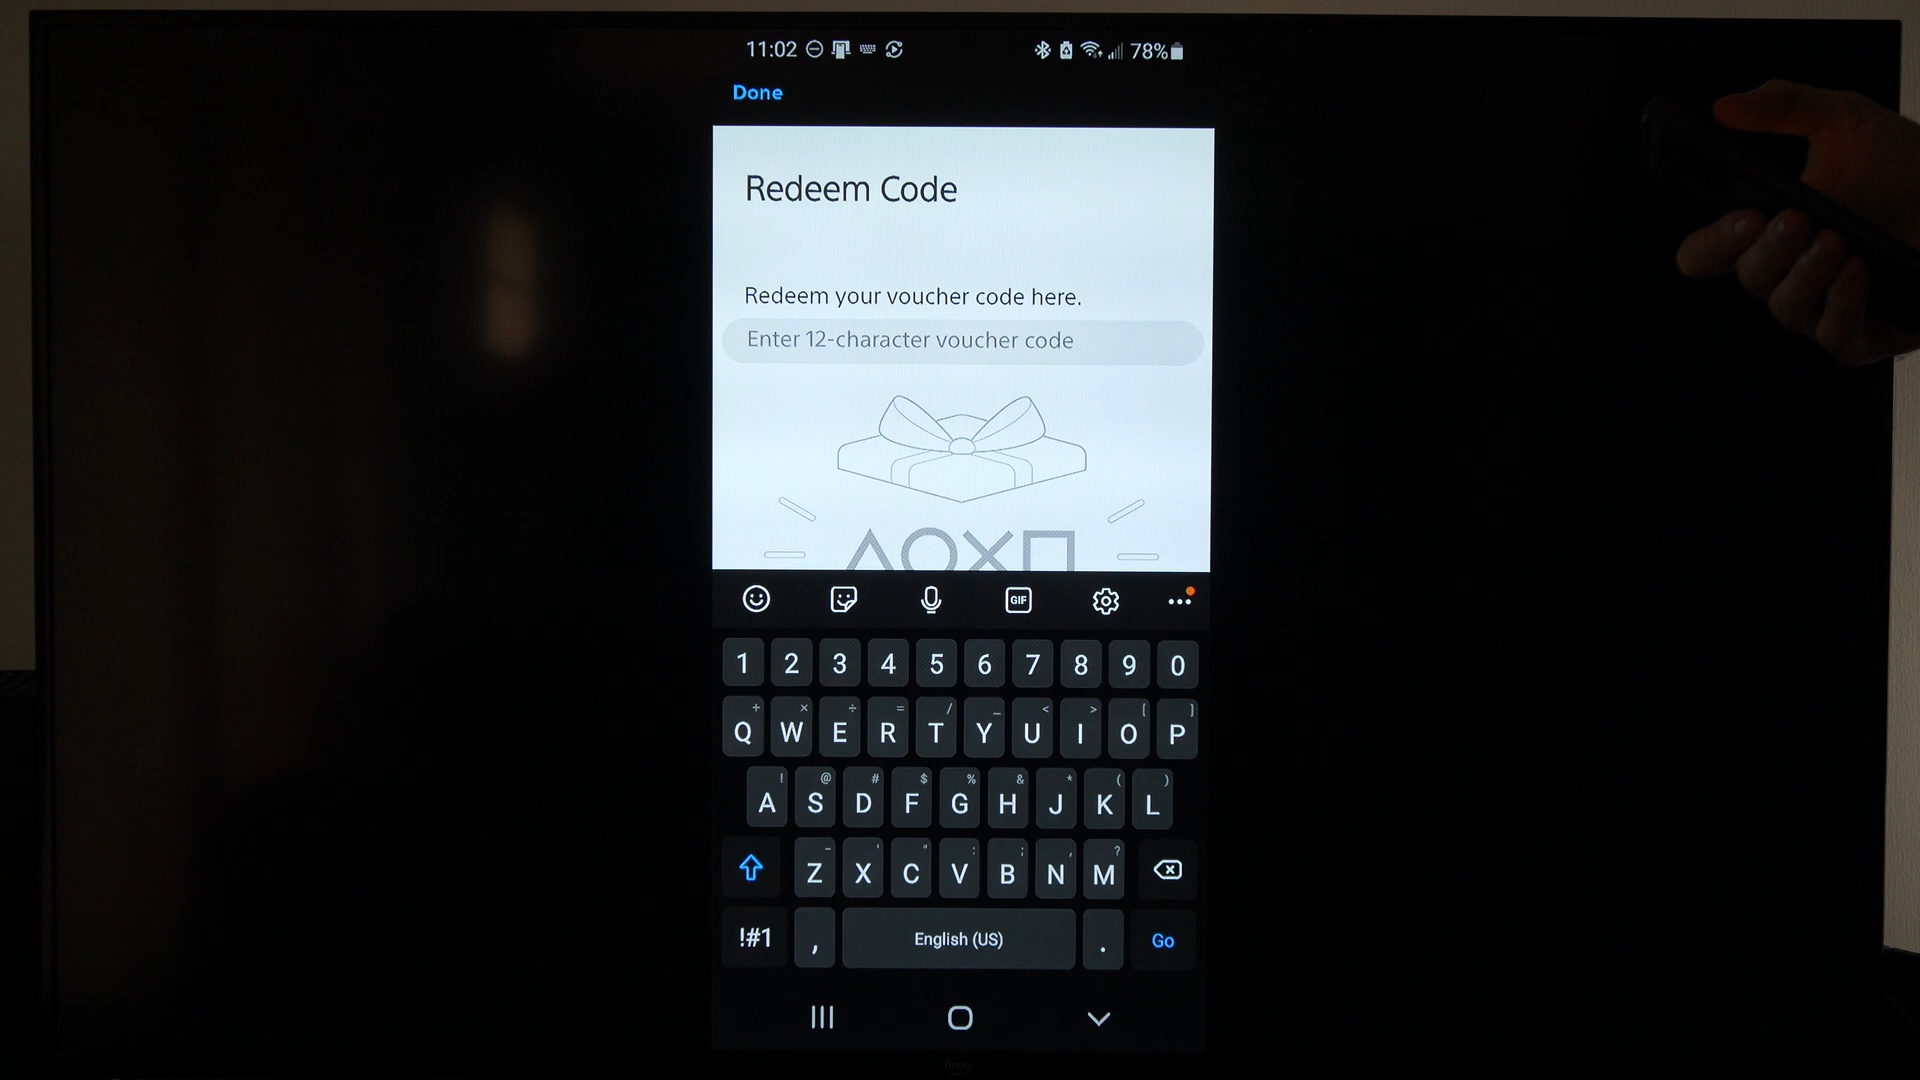 11:02 78%
Done
Redeem Code
Redeem your voucher code here.
Enter 12-character voucher code
GIF
1 2 3 4 5 6 7 8 9 0
+ × ÷ = / _ < > [ ]
Q W E R T Y U I O P
! @ # $ % & * ( )
A S D F G H J K L
- ' " : ; , ?
Z X C V B N M
!#1 , English (US) . Go
firetv